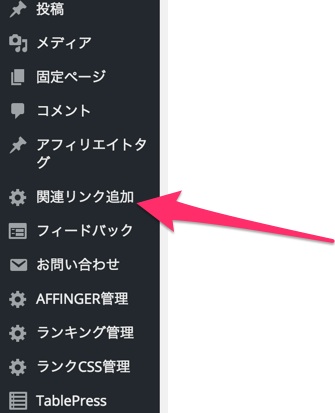 投稿
メディア
固定ページ
コメント
アフィリエイトタ
グ
関連リンク追加
フィードバック
お問い合わせ
AFFINGER管理
ランキング管理
ランクCSS管理
TablePress